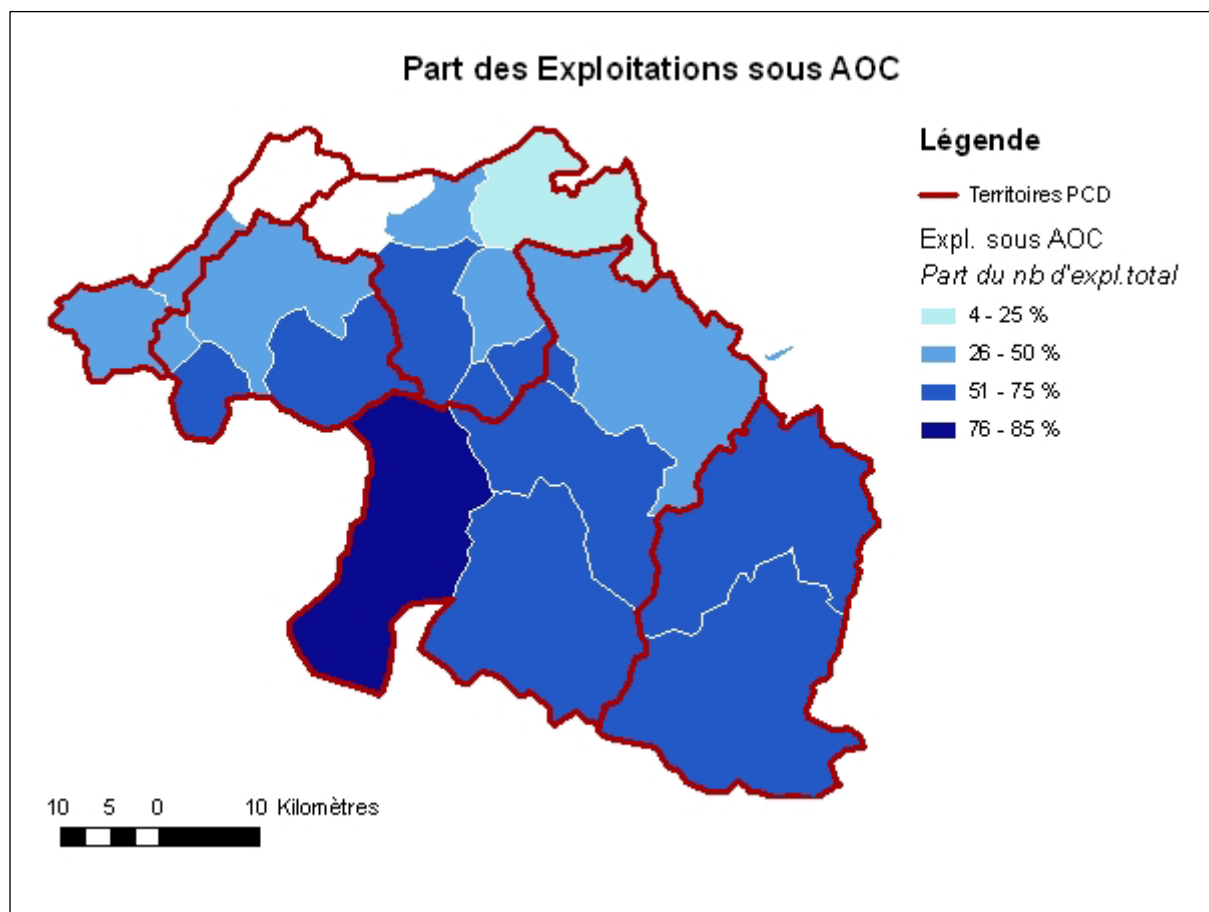 Part des Exploitations sous AOC
Légende
Territoires PCD
Expl. sous AOC
Part du nb d'expl.total
4 - 25 %
26 - 50 %
51 - 75 %
76 - 85 %
10 5 0 10 Kilomètres